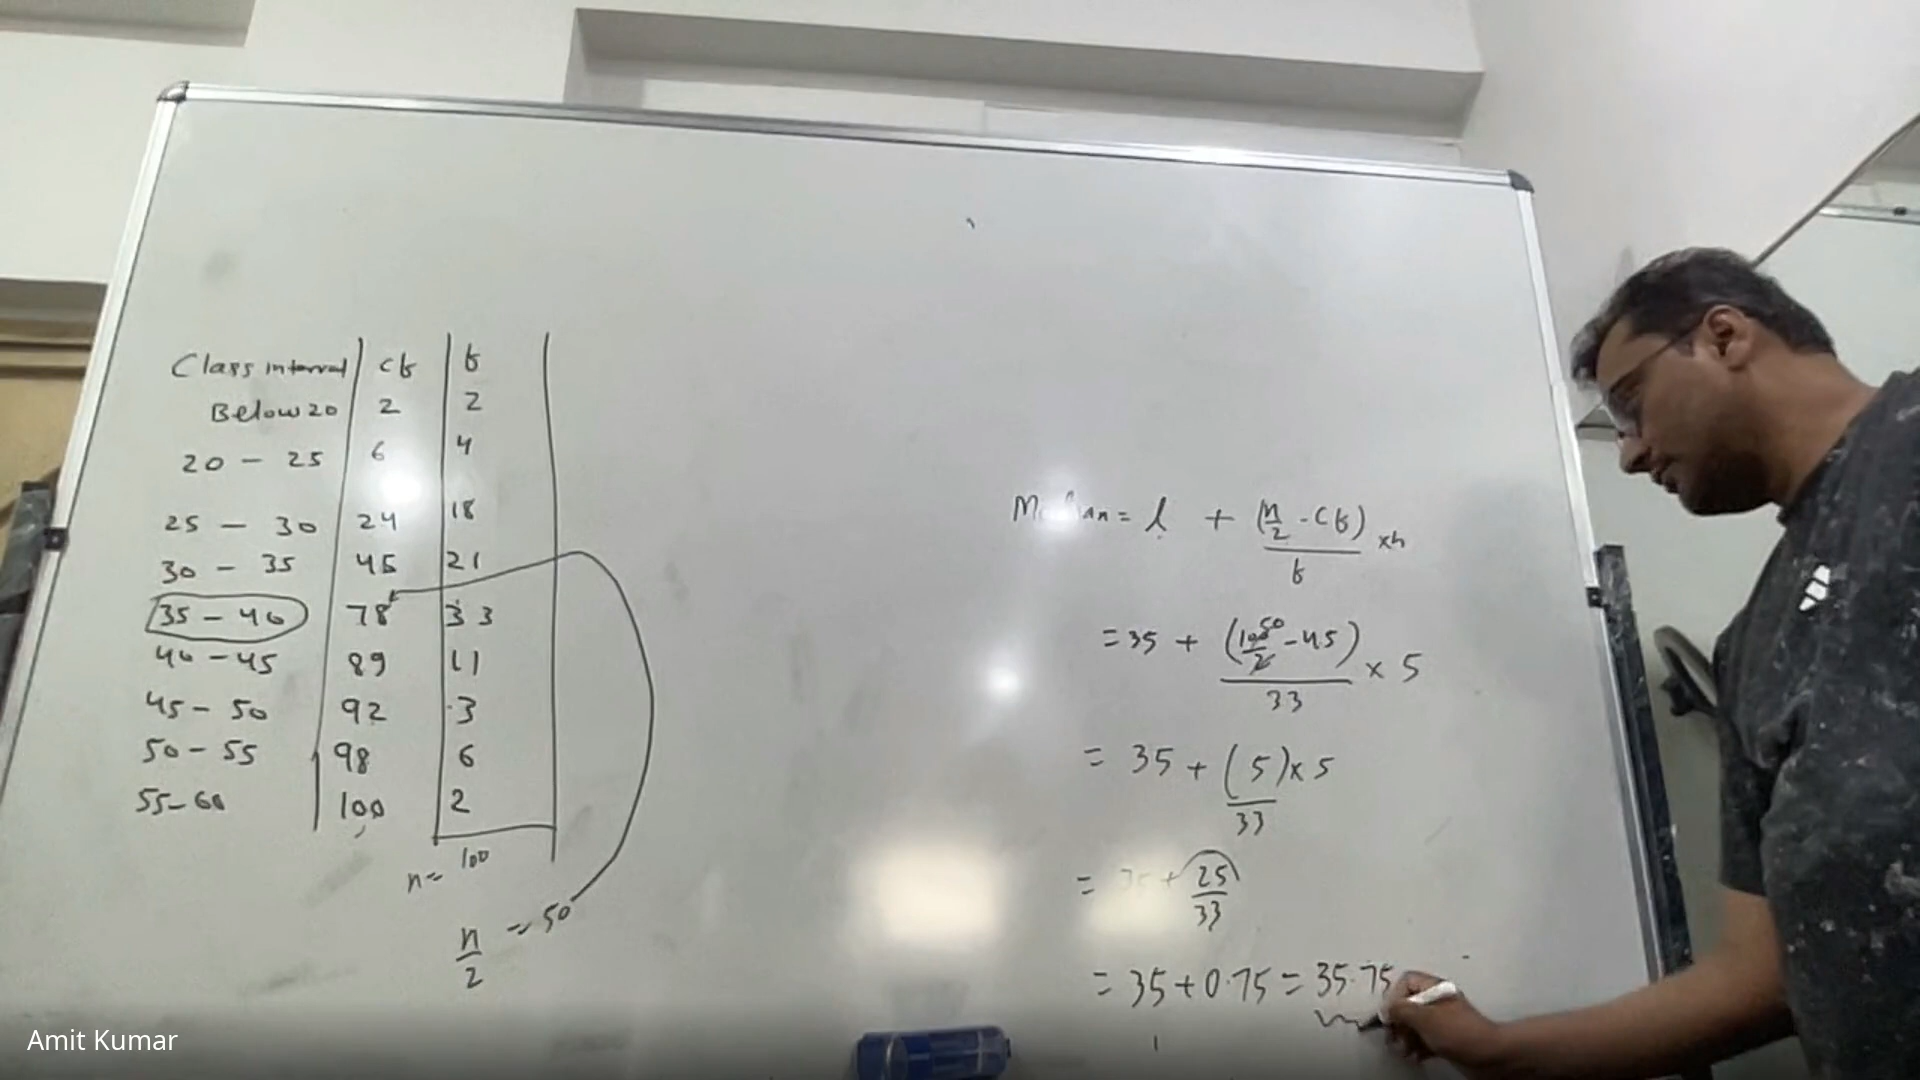 Class interval cf f
Below 20 2 2
20 - 25 6 4
25 - 30 24 18
30 - 35 45 21
35 - 40 78 33
40 - 45 89 11
45 - 50 92 3
50 - 55 98 6
55 - 60 100 2
n = 100
n/2 = 50
= l + (n/2 - cf)/f × h
= 35 + (100/2 50 - 45)/33 × 5
= 35 + (5)/33 × 5
= 35 + 25/33
= 35 + 0.75 = 35.75
Amit Kumar